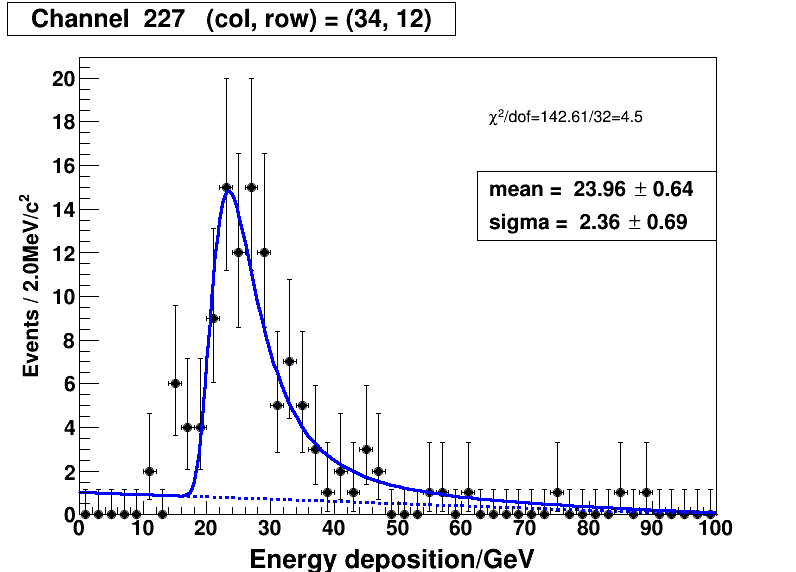 Channel 227 (col, row) = (34, 12)
χ²/dof=142.61/32=4.5
mean = 23.96 ± 0.64
sigma = 2.36 ± 0.69
Events / 2.0MeV/c²
20
18
16
14
12
10
8
6
4
2
0
0 10 20 30 40 50 60 70 80 90 100
Energy deposition/GeV